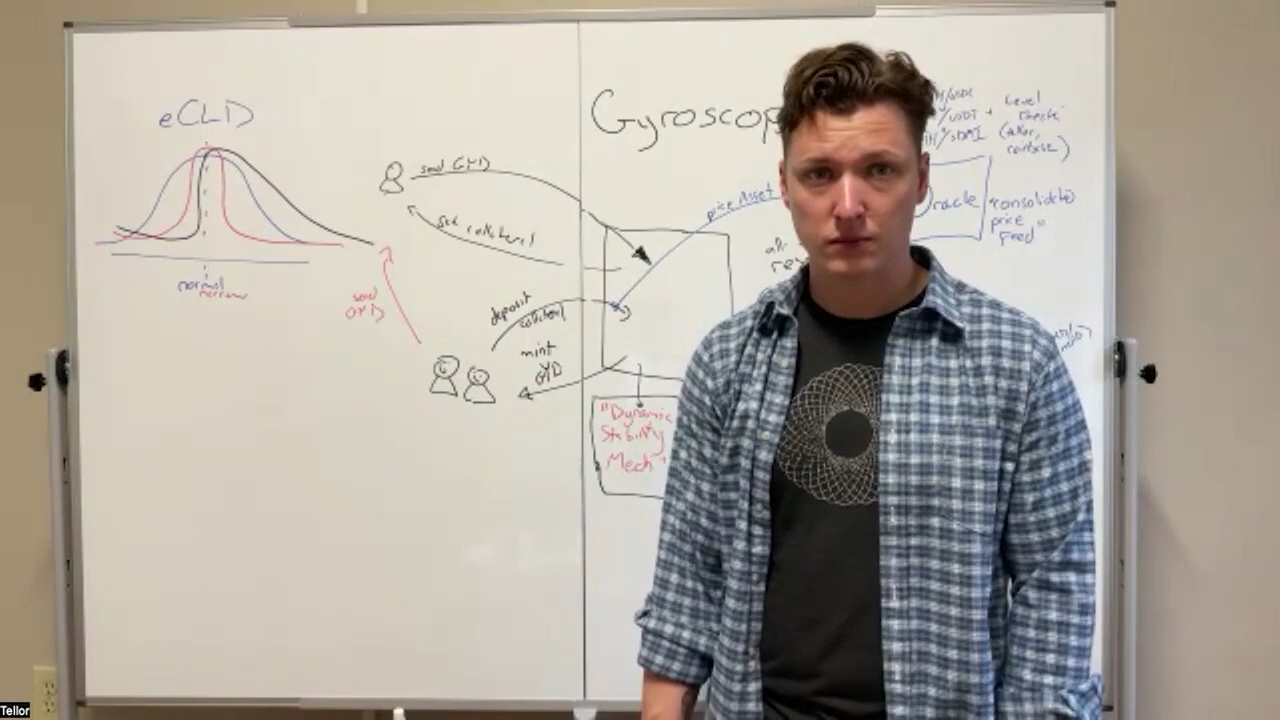 eCLD
normal
narrow
send GYD
get collateral
send
GYD
deposit
collateral
mint
GYD
Gyroscop
price Asset
"Dynamic
Stability
Mech"
Level
check
Oracle
"consolidated
price
feed"
Tellor